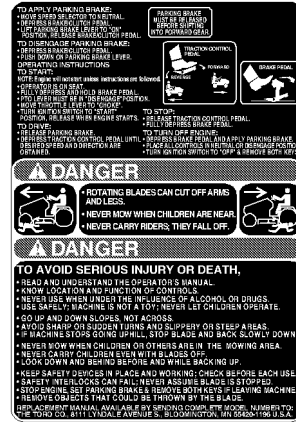 TO APPLY PARKING BRAKE:
• MOVE SPEED SELECTOR TO NEUTRAL.
• DEPRESS BRAKE/CLUTCH PEDAL.
• LIFT PARKING BRAKE LEVER TO "ON"
POSITION, RELEASE BRAKE/CLUTCH PEDAL.
TO DISENGAGE PARKING BRAKE:
• DEPRESS BRAKE/CLUTCH PEDAL.
• PUSH DOWN ON PARKING BRAKE LEVER.
PARKING BRAKE
MUST BE RELEASED
BEFORE SHIFTING
INTO FORWARD GEAR.
TRACTION CONTROL
PEDAL
FORWARD
REVERSE
BRAKE PEDAL
OPERATING INSTRUCTIONS
TO START:
NOTE: Engine will not start unless instructions are followed.
• OPERATOR IS ON SEAT.
• FULLY DEPRESS AND HOLD BRAKE PEDAL.
• PTO LEVER MUST BE IN "DISENGAGE" POSITION.
• MOVE THROTTLE LEVER TO "CHOKE".
• TURN IGNITION SWITCH TO "START"
POSITION, RELEASE WHEN ENGINE STARTS.
TO DRIVE:
• RELEASE PARKING BRAKE.
• DEPRESS TRACTION CONTROL PEDAL UNTIL
DESIRED SPEED AND DIRECTION ARE
OBTAINED.
TO STOP:
• RELEASE TRACTION CONTROL PEDAL.
• FULLY DEPRESS BRAKE PEDAL.
TO TURN OFF ENGINE:
• DEPRESS BRAKE PEDAL AND APPLY PARKING BRAKE.
• PLACE ALL CONTROLS IN NEUTRAL OR DISENGAGE POSITION
• TURN IGNITION SWITCH TO "OFF" & REMOVE BOTH KEYS
DANGER
• ROTATING BLADES CAN CUT OFF ARMS
AND LEGS.
• NEVER MOW WHEN CHILDREN ARE NEAR.
• NEVER CARRY RIDERS; THEY FALL OFF.
DANGER
TO AVOID SERIOUS INJURY OR DEATH,
• READ AND UNDERSTAND THE OPERATOR'S MANUAL.
• KNOW LOCATION AND FUNCTION OF CONTROLS.
• NEVER USE WHEN UNDER THE INFLUENCE OF ALCOHOL OR DRUGS.
• USE SAFELY; MACHINE IS NOT A TOY; NEVER LET CHILDREN OPERATE.
• GO UP AND DOWN SLOPES, NOT ACROSS.
• AVOID SHARP OR SUDDEN TURNS AND SLIPPERY OR STEEP AREAS.
• IF MACHINE STOPS GOING UPHILL, STOP BLADE AND BACK SLOWLY DOWN
• NEVER MOW WHEN CHILDREN OR OTHERS ARE IN THE MOWING AREA.
• NEVER CARRY CHILDREN EVEN WITH BLADES OFF.
• LOOK DOWN AND BEHIND BEFORE AND WHILE BACKING UP.
• KEEP SAFETY DEVICES IN PLACE AND WORKING; CHECK BEFORE EACH USE.
• SAFETY INTERLOCKS CAN FAIL; NEVER ASSUME BLADE IS STOPPED.
• STOP ENGINE, SET PARKING BRAKE & REMOVE BOTH KEYS IF LEAVING MACHINE.
• REMOVE OBJECTS THAT COULD BE THROWN BY THE BLADE.
REPLACEMENT MANUAL AVAILABLE BY SENDING COMPLETE MODEL NUMBER TO:
THE TORO CO., 8111 LYNDALE AVENUE S., BLOOMINGTON, MN 55420-1196 U.S.A.